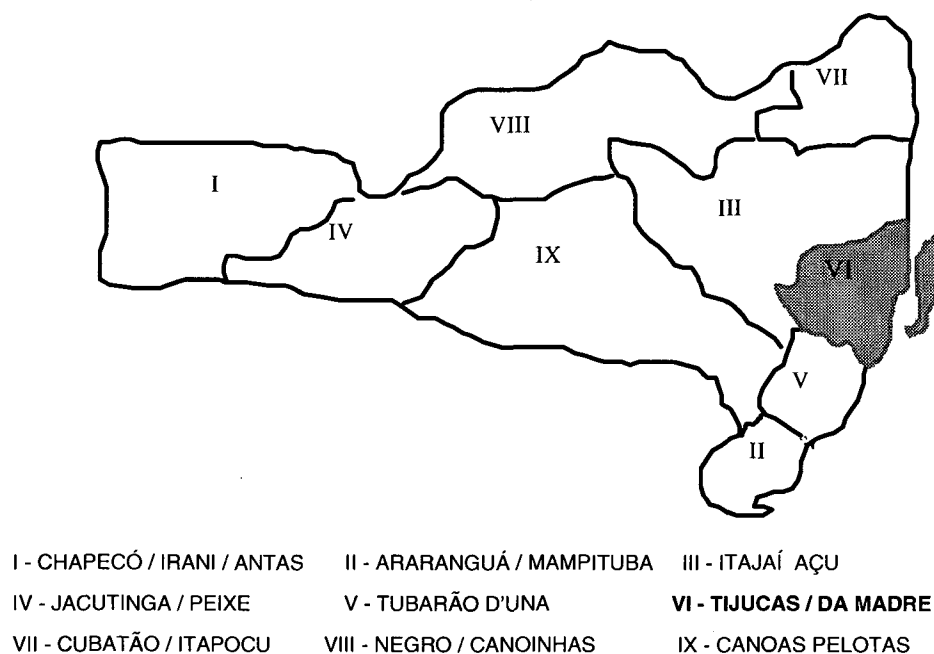 VII
VIII
I
III
IV
IX
VI
V
II
I - CHAPECÓ / IRANI / ANTAS II - ARARANGUÁ / MAMPITUBA III - ITAJAÍ AÇU
IV - JACUTINGA / PEIXE V - TUBARÃO D'UNA VI - TIJUCAS / DA MADRE
VII - CUBATÃO / ITAPOCU VIII - NEGRO / CANOINHAS IX - CANOAS PELOTAS